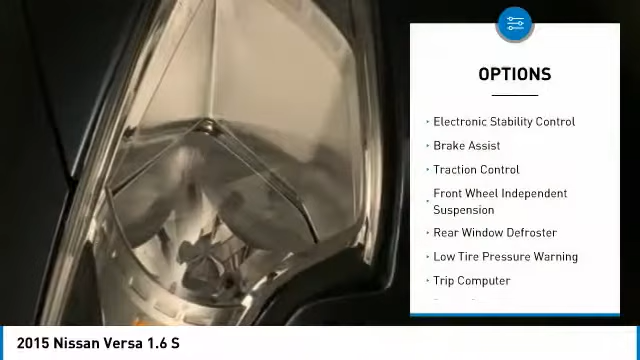 OPTIONS
Electronic Stability Control
Brake Assist
Traction Control
Front Wheel Independent
Suspension
Rear Window Defroster
Low Tire Pressure Warning
Trip Computer
2015 Nissan Versa 1.6 S